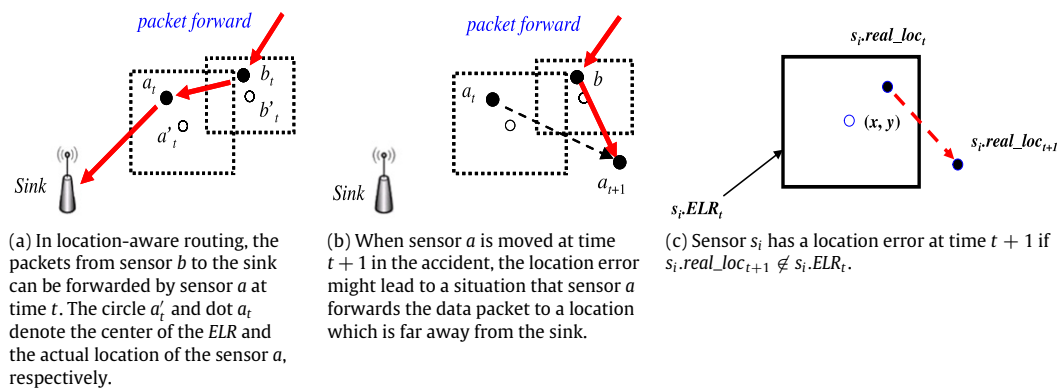 packet forward
a_t
b_t
b'_t
a'_t
Sink
(a) In location-aware routing, the
packets from sensor b to the sink
can be forwarded by sensor a at
time t. The circle a′_t and dot a_t
denote the center of the ELR and
the actual location of the sensor a,
respectively.
packet forward
a_t
b
Sink
a_{t+1}
(b) When sensor a is moved at time
t + 1 in the accident, the location error
might lead to a situation that sensor a
forwards the data packet to a location
which is far away from the sink.
s_i.real_loc_t
(x, y)
s_i.real_loc_{t+1}
s_i.ELR_t
(c) Sensor s_i has a location error at time t + 1 if
s_i.real_loc_{t+1} ∉ s_i.ELR_t.